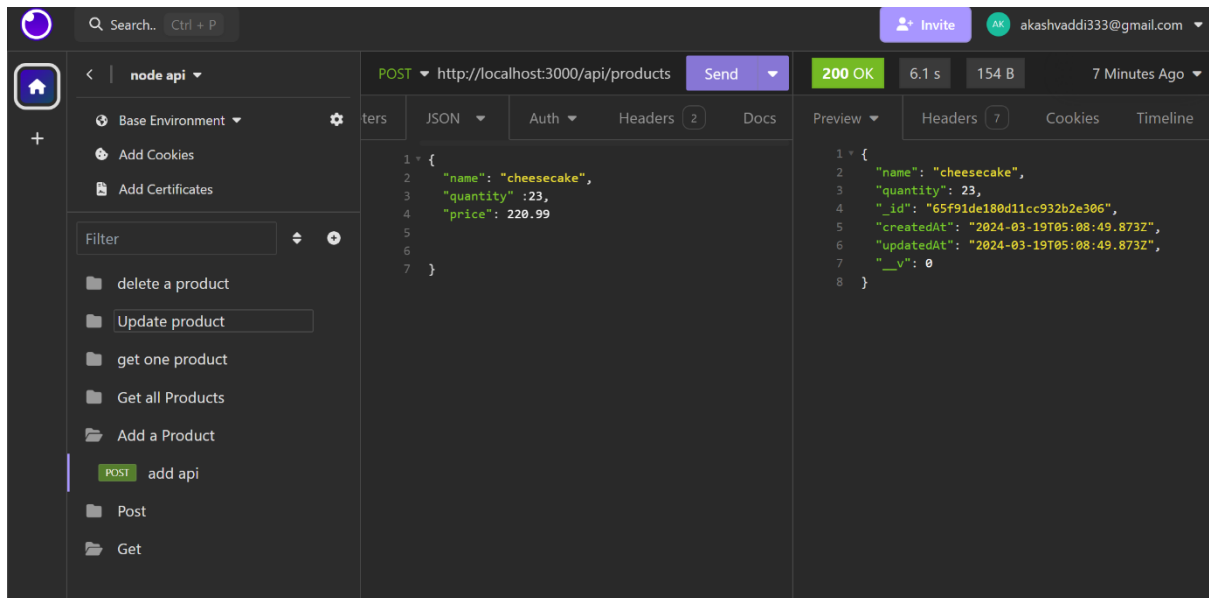 Search.. Ctrl + P
Invite
AK
akashvaddi333@gmail.com
node api
Base Environment
Add Cookies
Add Certificates
Filter
delete a product
Update product
get one product
Get all Products
Add a Product
POST add api
Post
Get
POST http://localhost:3000/api/products Send
ters JSON Auth Headers 2 Docs
1 {
2 "name": "cheesecake",
3 "quantity" :23,
4 "price": 220.99
5
6
7 }
200 OK 6.1 s 154 B 7 Minutes Ago
Preview Headers 7 Cookies Timeline
1 {
2 "name": "cheesecake",
3 "quantity": 23,
4 "_id": "65f91de180d11cc932b2e306",
5 "createdAt": "2024-03-19T05:08:49.873Z",
6 "updatedAt": "2024-03-19T05:08:49.873Z",
7 "__v": 0
8 }